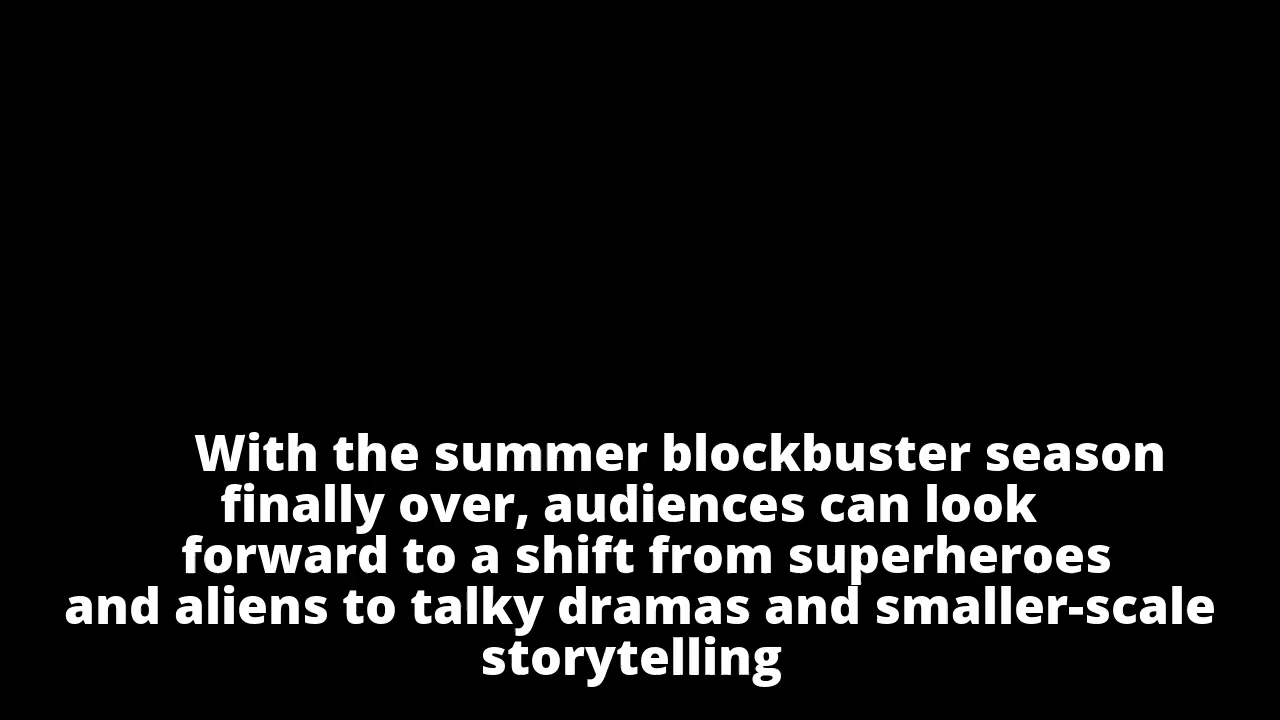 With the summer blockbuster season
finally over, audiences can look
forward to a shift from superheroes
and aliens to talky dramas and smaller-scale
storytelling